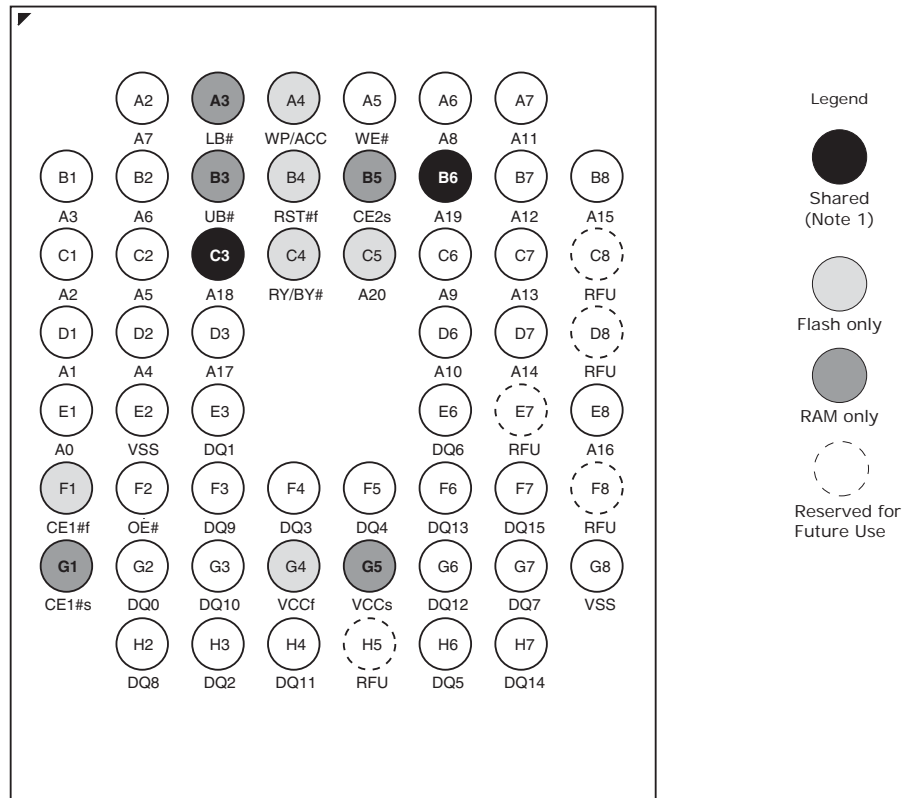 A2 A3 A4 A5 A6 A7
A7 LB# WP/ACC WE# A8 A11
B1 B2 B3 B4 B5 B6 B7 B8
A3 A6 UB# RST#f CE2s A19 A12 A15
C1 C2 C3 C4 C5 C6 C7 C8
A2 A5 A18 RY/BY# A20 A9 A13 RFU
D1 D2 D3 D6 D7 D8
A1 A4 A17 A10 A14 RFU
E1 E2 E3 E6 E7 E8
A0 VSS DQ1 DQ6 RFU A16
F1 F2 F3 F4 F5 F6 F7 F8
CE1#f OE# DQ9 DQ3 DQ4 DQ13 DQ15 RFU
G1 G2 G3 G4 G5 G6 G7 G8
CE1#s DQ0 DQ10 VCCf VCCs DQ12 DQ7 VSS
H2 H3 H4 H5 H6 H7
DQ8 DQ2 DQ11 RFU DQ5 DQ14
Legend
Shared
(Note 1)
Flash only
RAM only
Reserved for
Future Use